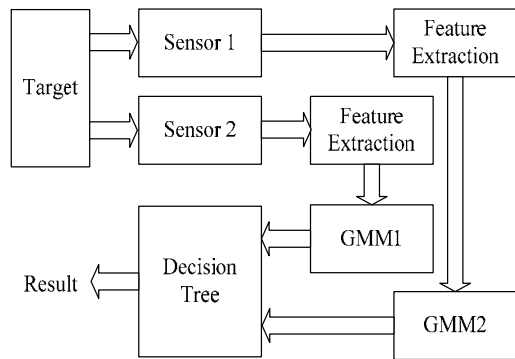 Sensor 1
Feature
Extraction
Target
Sensor 2
Feature
Extraction
GMM1
Decision
Tree
Result
GMM2